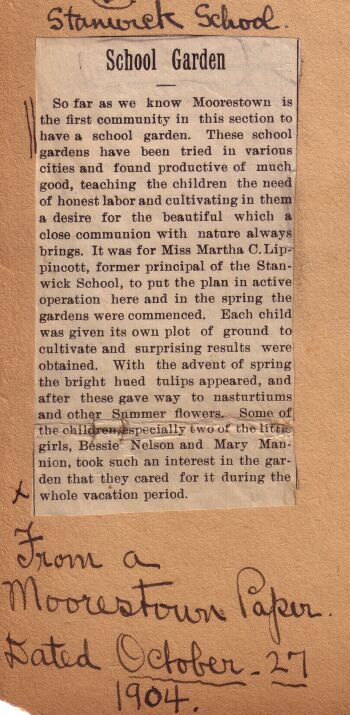 Stanwick School.
School Garden
So far as we know Moorestown is
the first community in this section to
have a school garden. These school
gardens have been tried in various
cities and found productive of much
good, teaching the children the need
of honest labor and cultivating in them
a desire for the beautiful which a
close communion with nature always
brings. It was for Miss Martha C. Lip-
pincott, former principal of the Stan-
wick School, to put the plan in active
operation here and in the spring the
gardens were commenced. Each child
was given its own plot of ground to
cultivate and surprising results were
obtained. With the advent of spring
the bright hued tulips appeared, and
after these gave way to nasturtiums
and other Summer flowers. Some of
the children, especially two of the little
girls, Bessie Nelson and Mary Man-
nion, took such an interest in the gar-
den that they cared for it during the
whole vacation period.
x
From a
Moorestown Paper.
Dated October - 27
1904.